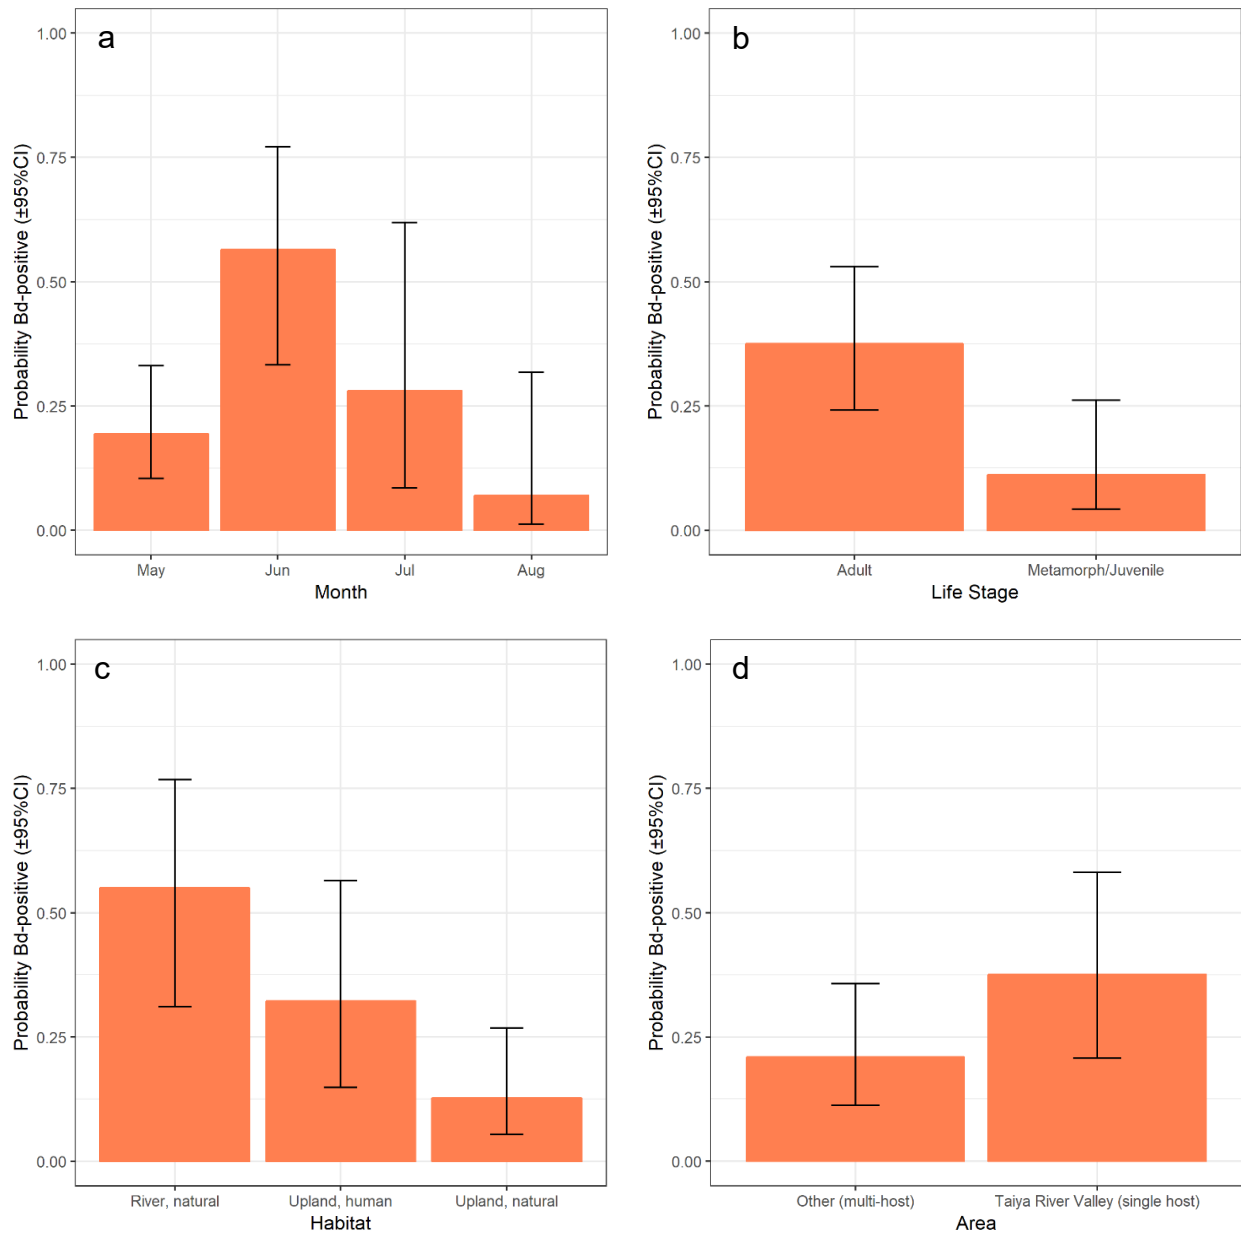 a
Probability Bd-positive (±95%CI)
1.00
0.75
0.50
0.25
0.00
May Jun Jul Aug
Month
b
Probability Bd-positive (±95%CI)
1.00
0.75
0.50
0.25
0.00
Adult Metamorph/Juvenile
Life Stage
c
Probability Bd-positive (±95%CI)
1.00
0.75
0.50
0.25
0.00
River, natural Upland, human Upland, natural
Habitat
d
Probability Bd-positive (±95%CI)
1.00
0.75
0.50
0.25
0.00
Other (multi-host) Taiya River Valley (single host)
Area